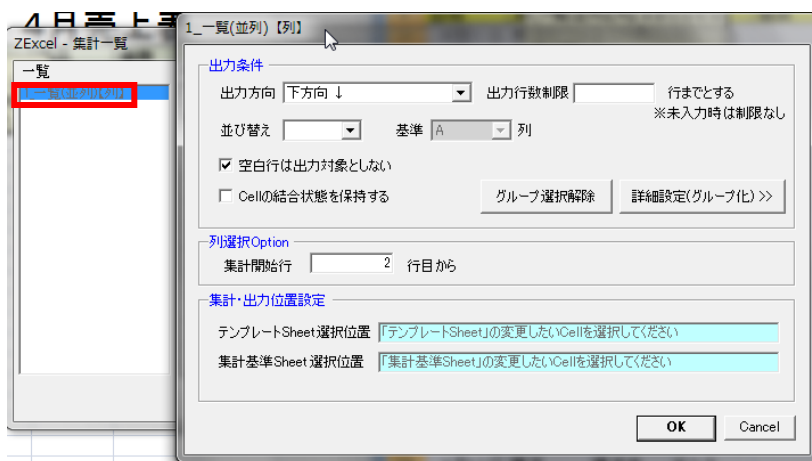 4月売上
ZExcel - 集計一覧
一覧
1_一覧(並列)【列】
1_一覧(並列)【列】
出力条件
出力方向 下方向 ↓ 出力行数制限 行までとする
※未入力時は制限なし
並び替え 基準 A 列
空白行は出力対象としない
Cellの結合状態を保持する グループ選択解除 詳細設定(グループ化) >>
列選択Option
集計開始行 2 行目から
集計・出力位置設定
テンプレートSheet選択位置 「テンプレートSheet」の変更したいCellを選択してください
集計基準Sheet選択位置 「集計基準Sheet」の変更したいCellを選択してください
OK Cancel